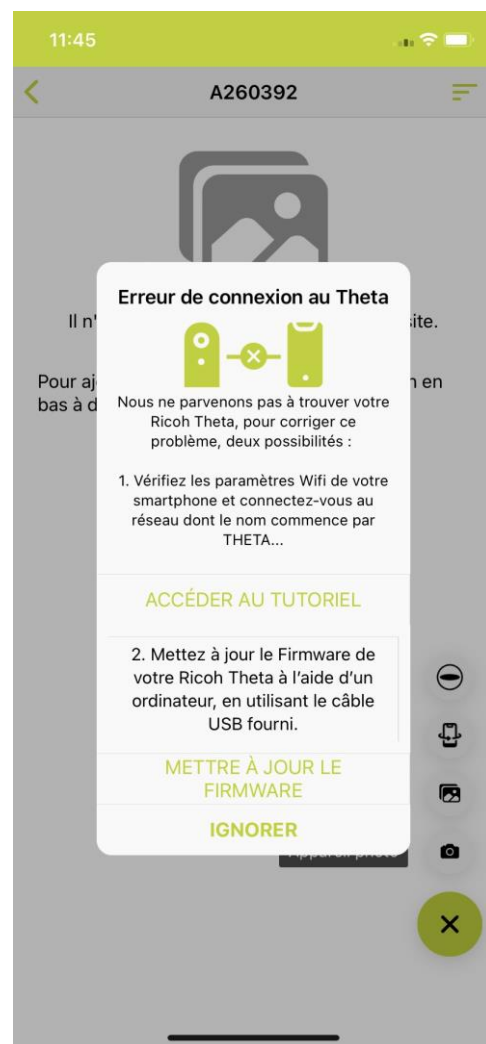 11:45
A260392
Erreur de connexion au Theta
Il n'
site.
Pour aj
n en
bas à d
Nous ne parvenons pas à trouver votre
Ricoh Theta, pour corriger ce
problème, deux possibilités :
1. Vérifiez les paramètres Wifi de votre
smartphone et connectez-vous au
réseau dont le nom commence par
THETA...
ACCÉDER AU TUTORIEL
2. Mettez à jour le Firmware de
votre Ricoh Theta à l'aide d'un
ordinateur, en utilisant le câble
USB fourni.
METTRE À JOUR LE
FIRMWARE
IGNORER
Appareil photo